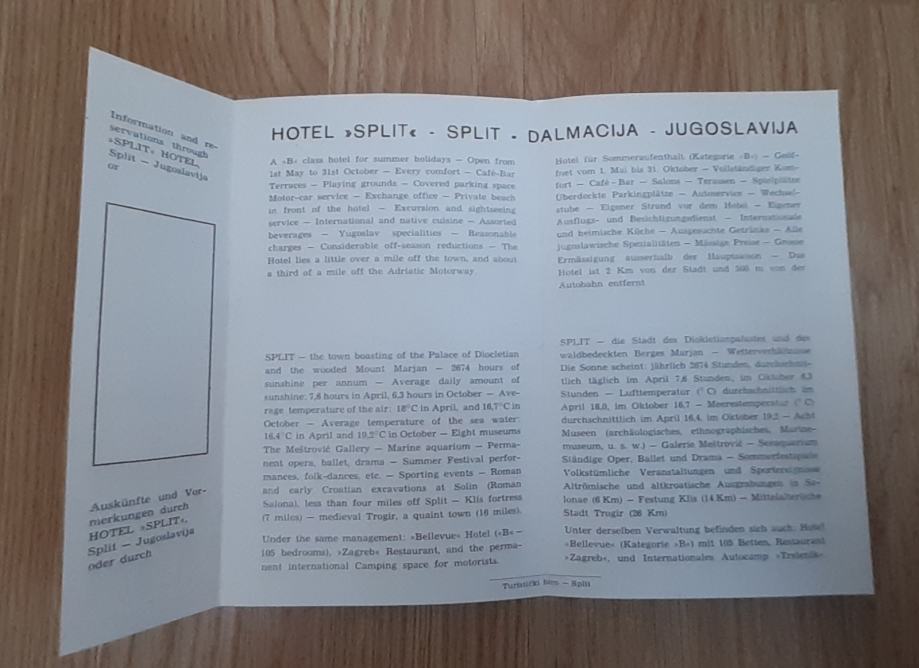 Information and re-
servations through
»SPLIT« HOTEL,
Split — Jugoslavija
or
Auskünfte und Vor-
merkungen durch
HOTEL »SPLIT«,
Split — Jugoslavija
oder durch
HOTEL »SPLIT« - SPLIT - DALMACIJA - JUGOSLAVIJA
A »B« class hotel for summer holidays — Open from
1st May to 31st October — Every comfort — Café-Bar
Terraces — Playing grounds — Covered parking space
Motor-car service — Exchange office — Private beach
in front of the hotel — Excursion and sightseeing
service — International and native cuisine — Assorted
beverages — Yugoslav specialities — Reasonable
charges — Considerable off-season reductions — The
Hotel lies a little over a mile off the town, and about
a third of a mile off the Adriatic Motorway.
SPLIT — the town boasting of the Palace of Diocletian
and the wooded Mount Marjan — 2674 hours of
sunshine per annum — Average daily amount of
sunshine: 7,6 hours in April, 6.3 hours in October — Ave-
rage temperature of the air: 18°C in April, and 16,7°C in
October — Average temperature of the sea water:
16,4°C in April and 19,2°C in October — Eight museums
The Meštrović Gallery — Marine aquarium — Perma-
nent opera, ballet, drama — Summer Festival perfor-
mances, folk-dances, etc. — Sporting events — Roman
and early Croatian excavations at Solin (Roman
Salona), less than four miles off Split — Klis fortress
(7 miles) — medieval Trogir, a quaint town (16 miles).
Under the same management: »Bellevue« Hotel (»B« —
105 bedrooms), »Zagreb« Restaurant, and the perma-
nent international Camping space for motorists.
Hotel für Sommeraufenthalt (Kategorie »B«) — Geöf-
fnet vom 1. Mai bis 31. Oktober — Vollständiger Kom-
fort — Café-Bar — Salons — Terassen — Spielplätze
Überdeckte Parkingplätze — Autoservice — Wechsel-
stube — Eigener Strand vor dem Hotel — Eigener
Ausflugs- und Besichtigungsdienst — Internationale
und heimische Küche — Ausgesuchte Getränke — Alle
jugoslawische Spezialitäten — Mässige Preise — Grosse
Ermässigung ausserhalb der Hauptsaison — Das
Hotel ist 2 Km von der Stadt und 500 m von der
Autobahn entfernt
SPLIT — die Stadt des Diokletianpalastes und des
waldbedeckten Berges Marjan — Wetterverhältnisse
Die Sonne scheint: jährlich 2674 Stunden, durchschnit-
tlich täglich im April 7,6 Stunden, im Oktober 6,3
Stunden — Lufttemperatur (°C) durchschnittlich im
April 18,0, im Oktober 16,7 — Meerestemperatur (°C)
durchschnittlich im April 16,4, im Oktober 19,2 — Acht
Museen (archäologisches, ethnographisches, Marine-
museum, u. s. w.) — Galerie Meštrović — Seeaquarium
Ständige Oper, Ballet und Drama — Sommerfestspiele
Volkstümliche Veranstaltungen und Sportereignisse
Altrömische und altkroatische Ausgrabungen in Sa-
lonae (6 Km) — Festung Klis (14 Km) — Mittelalterliche
Stadt Trogir (26 Km)
Unter derselben Verwaltung befinden sich auch: Hotel
»Bellevue« (Kategorie »B«) mit 105 Betten, Restaurant
»Zagreb«, und Internationales Autocamp
Turistički biro — Split